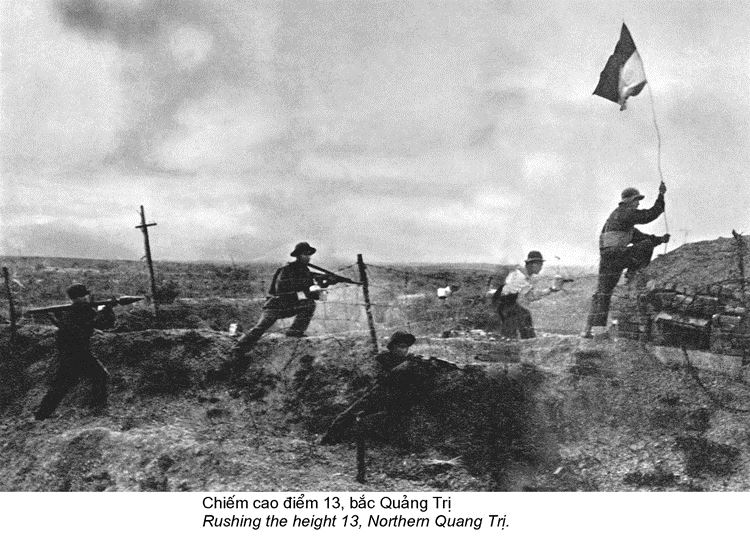 Chiếm cao điểm 13, bắc Quảng Trị
Rushing the height 13, Northern Quang Trị.